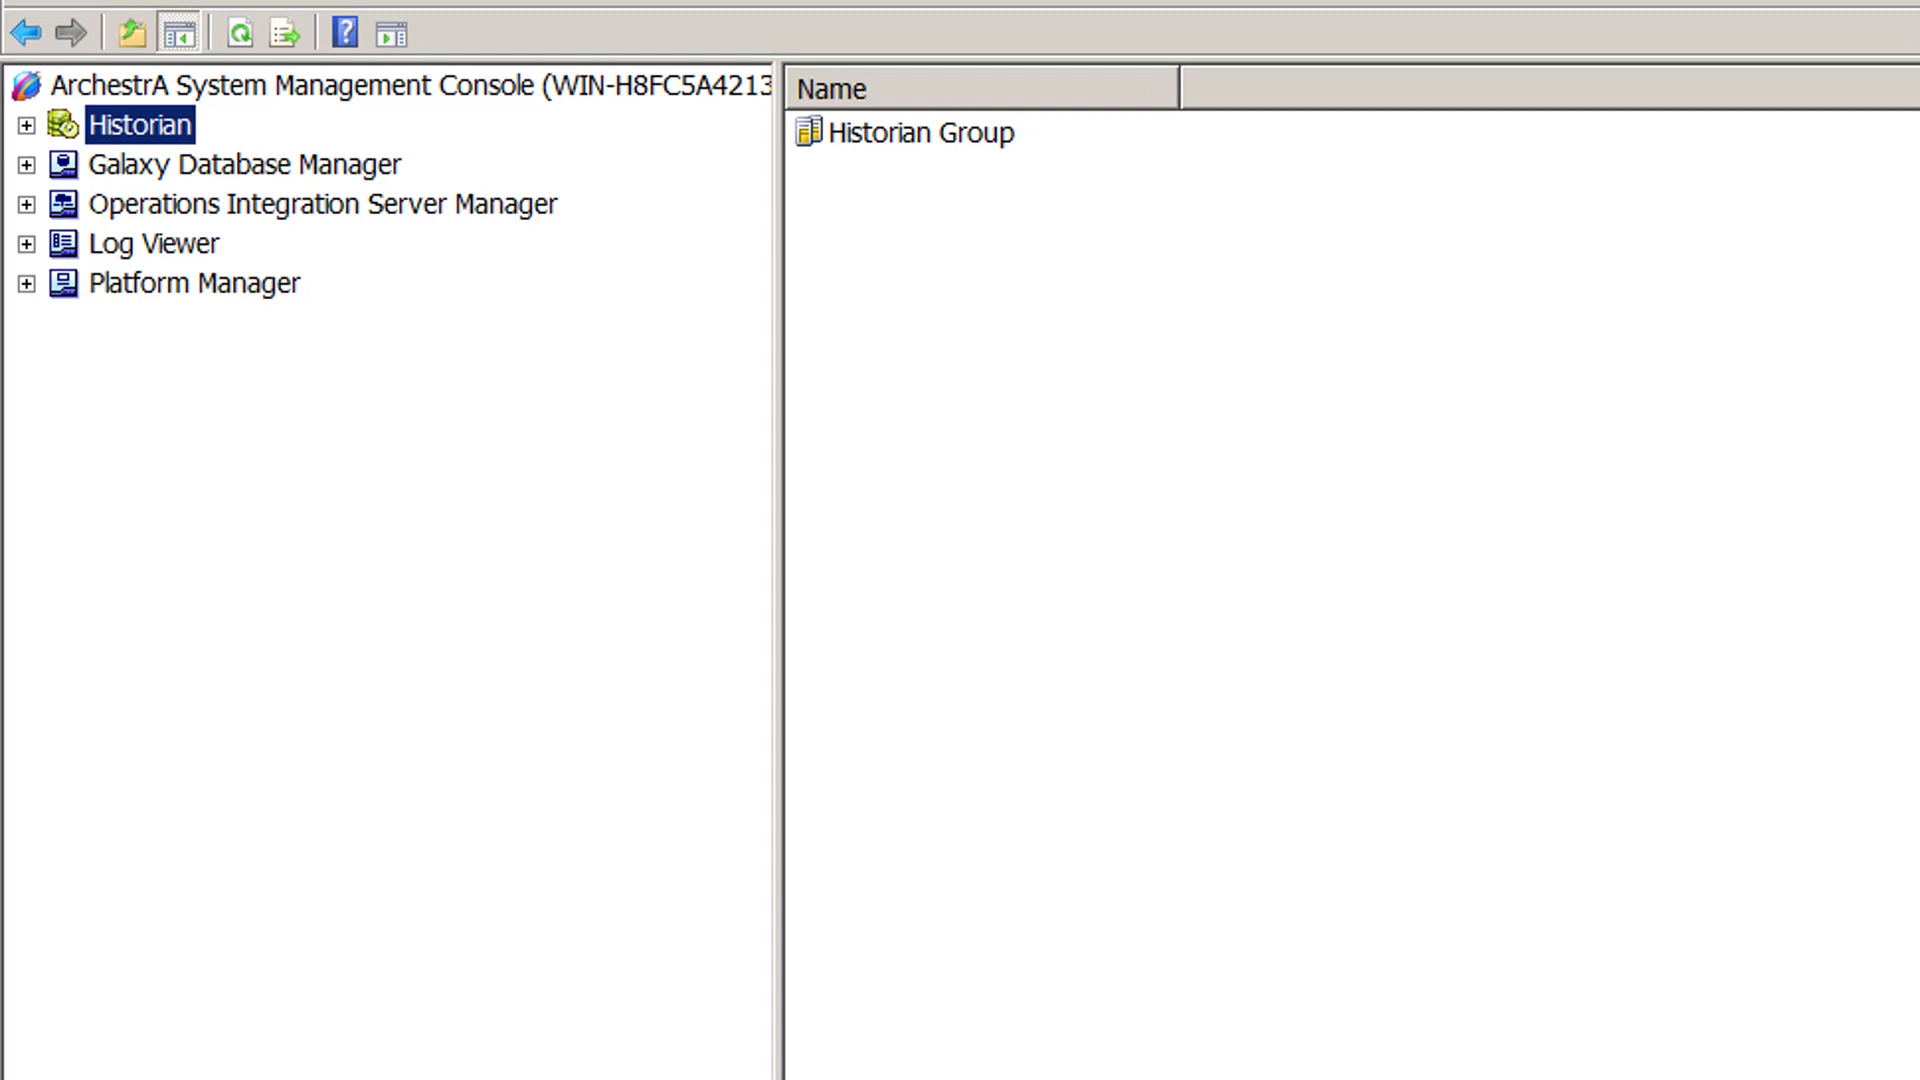 ArchestrA System Management Console (WIN-H8FC5A4213
Historian
Galaxy Database Manager
Operations Integration Server Manager
Log Viewer
Platform Manager
Name
Historian Group